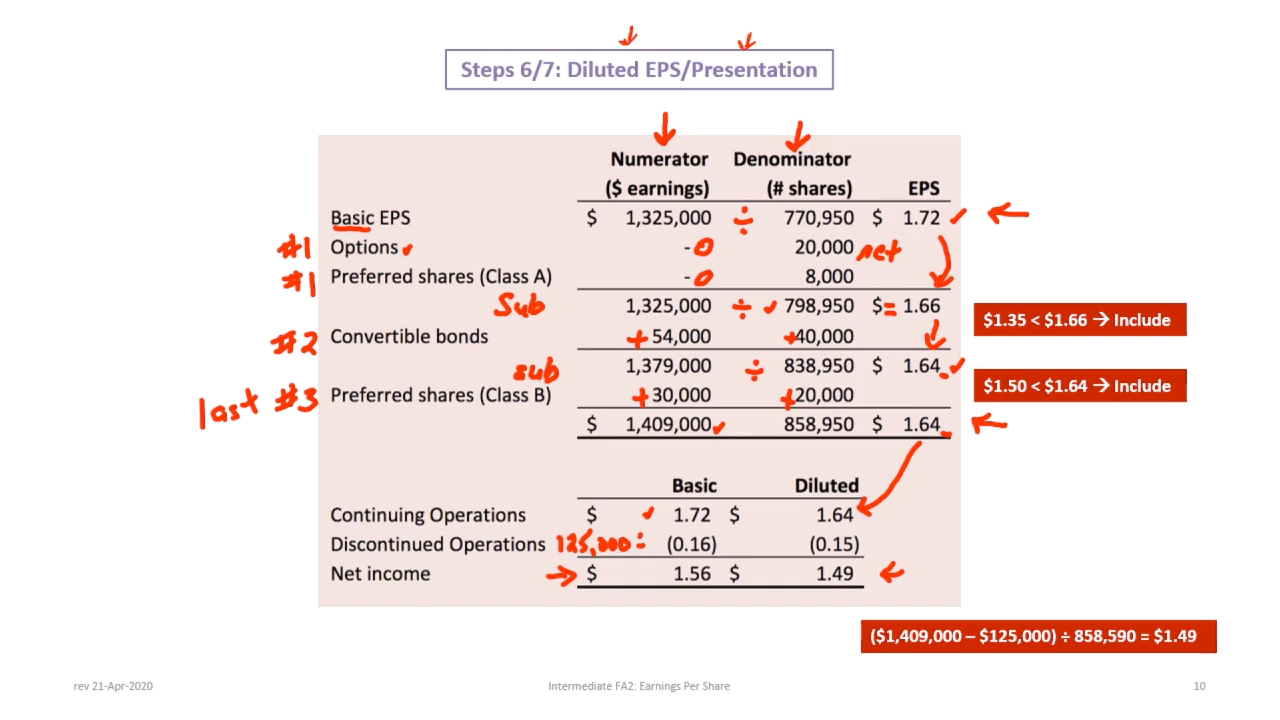 Steps 6/7: Diluted EPS/Presentation
Numerator Denominator
($ earnings) (# shares) EPS
Basic EPS $ 1,325,000 ÷ 770,950 $ 1.72
#1 Options - 0 20,000 net
#1 Preferred shares (Class A) - 0 8,000
Sub 1,325,000 ÷ 798,950 $ = 1.66
$1.35 < $1.66 → Include
#2 Convertible bonds + 54,000 + 40,000
sub 1,379,000 ÷ 838,950 $ 1.64
$1.50 < $1.64 → Include
last #3 Preferred shares (Class B) + 30,000 + 20,000
$ 1,409,000 858,950 $ 1.64
Basic Diluted
Continuing Operations $ 1.72 $ 1.64
Discontinued Operations 125,000 ÷ (0.16) (0.15)
Net income $ 1.56 $ 1.49
($1,409,000 – $125,000) ÷ 858,590 = $1.49
rev 21-Apr-2020 Intermediate FA2: Earnings Per Share 10